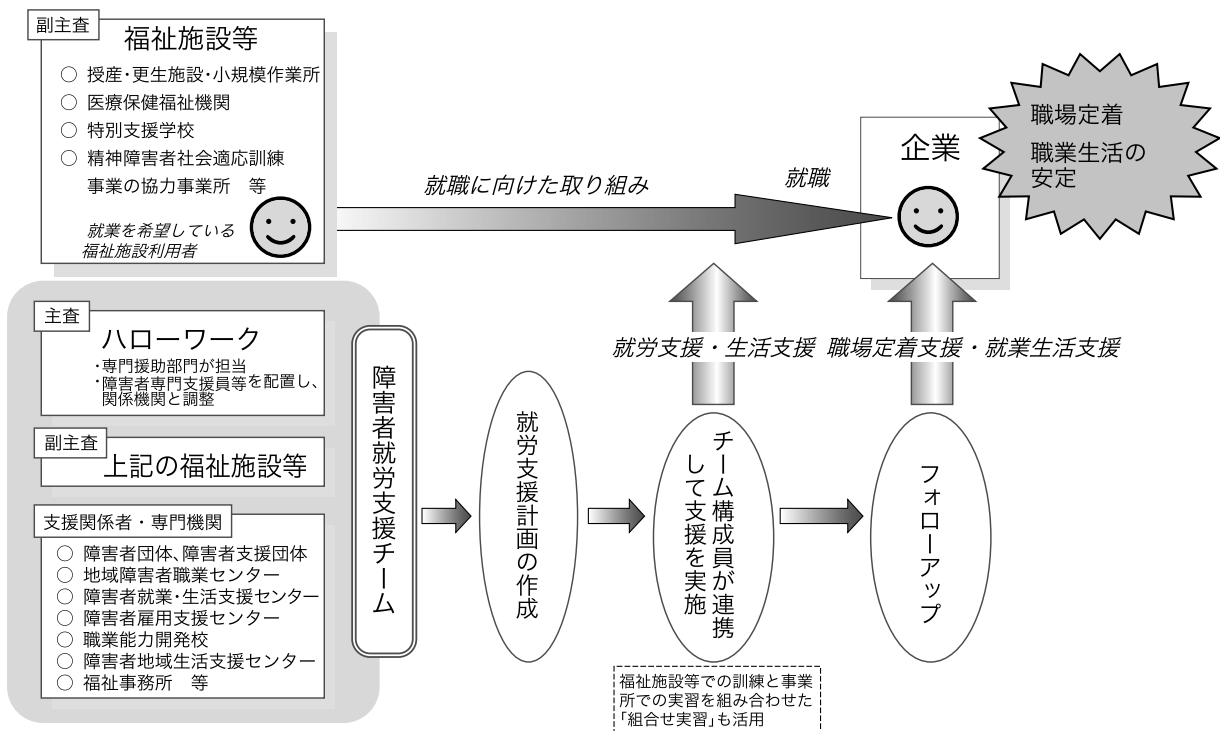 副主査
福祉施設等
○ 授産・更生施設・小規模作業所
○ 医療保健福祉機関
○ 特別支援学校
○ 精神障害者社会適応訓練
事業の協力事業所 等
就業を希望している
福祉施設利用者
就職に向けた取り組み
就職
企業
職場定着
職業生活の
安定
主査
ハローワーク
・専門援助部門が担当
・障害者専門支援員等を配置し、
関係機関と調整
副主査
上記の福祉施設等
支援関係者・専門機関
○ 障害者団体、障害者支援団体
○ 地域障害者職業センター
○ 障害者就業・生活支援センター
○ 障害者雇用支援センター
○ 職業能力開発校
○ 障害者地域生活支援センター
○ 福祉事務所 等
障害者就労支援チーム
就労支援計画の作成
就労支援・生活支援
チーム構成員が連携
して支援を実施
職場定着支援・就業生活支援
フォローアップ
福祉施設等での訓練と事業
所での実習を組み合わせた
「組合せ実習」も活用